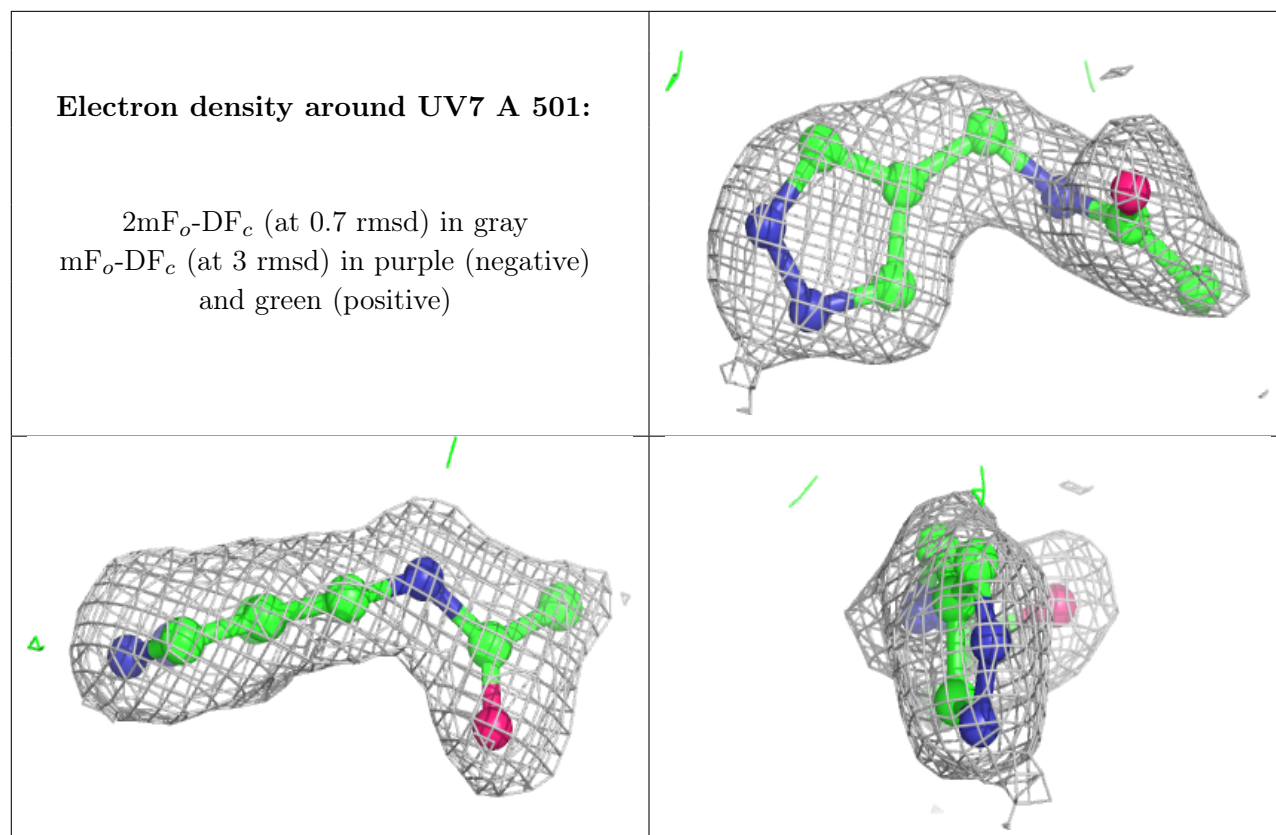 Electron density around UV7 A 501:
2mFo-DFc (at 0.7 rmsd) in gray
mFo-DFc (at 3 rmsd) in purple (negative)
and green (positive)